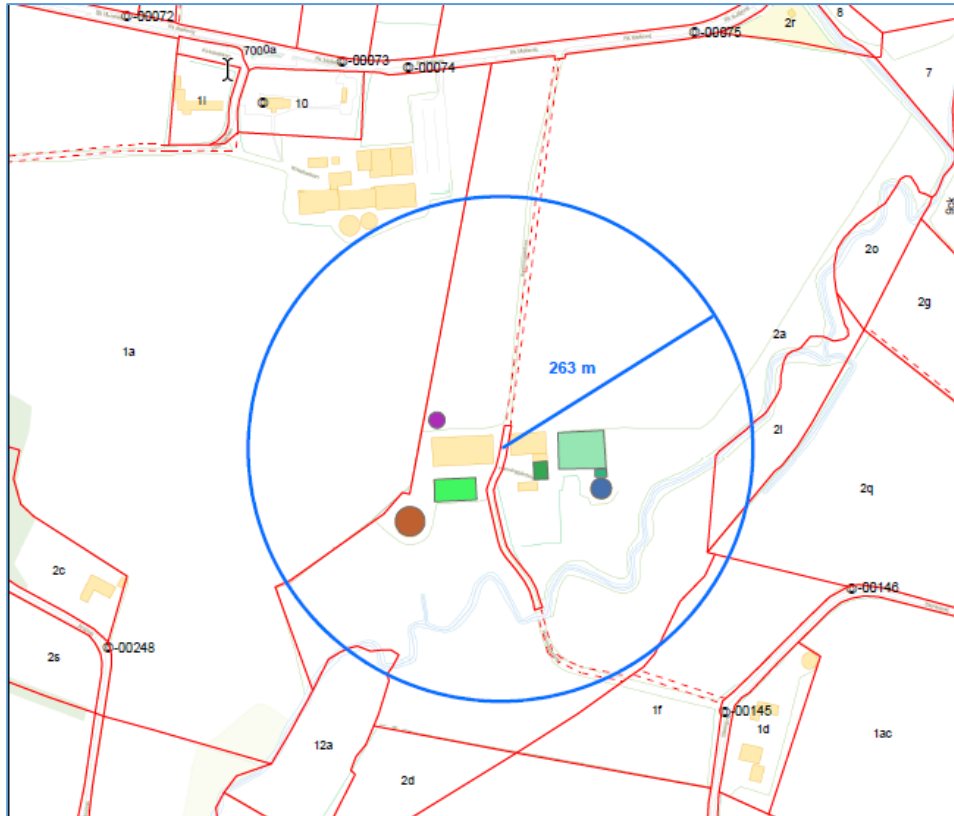 -00072
2r
8
-00075
7000a
-00073
-00074
7
1i
10
9ck
2o
2g
2a
1a
263 m
2l
2q
2c
-00146
-00248
2s
1f
-00145
1d
1ac
12a
2d